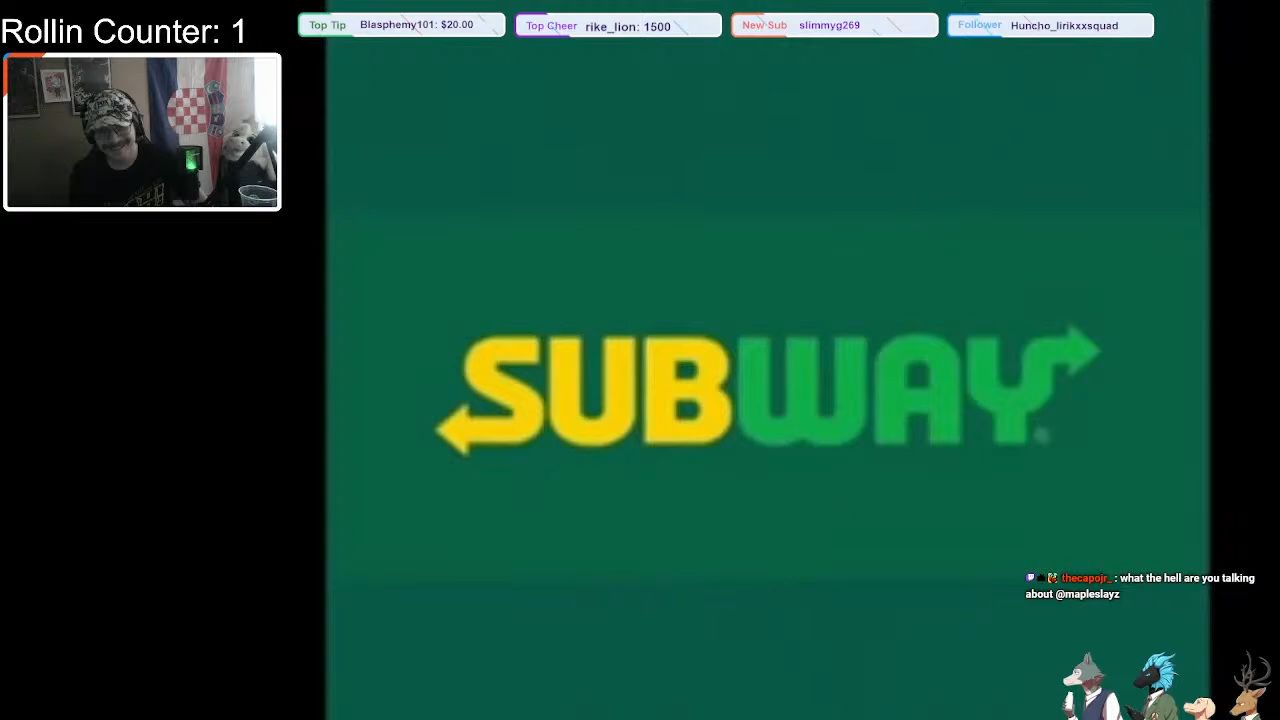 Rollin Counter: 1
Top Tip Blasphemy101: $20.00
Top Cheer rike_lion: 1500
New Sub slimmyg269
Follower Huncho_lirikxxsquad
SUBWAY
thecapojr_ : what the hell are you talking
about @mapleslayz